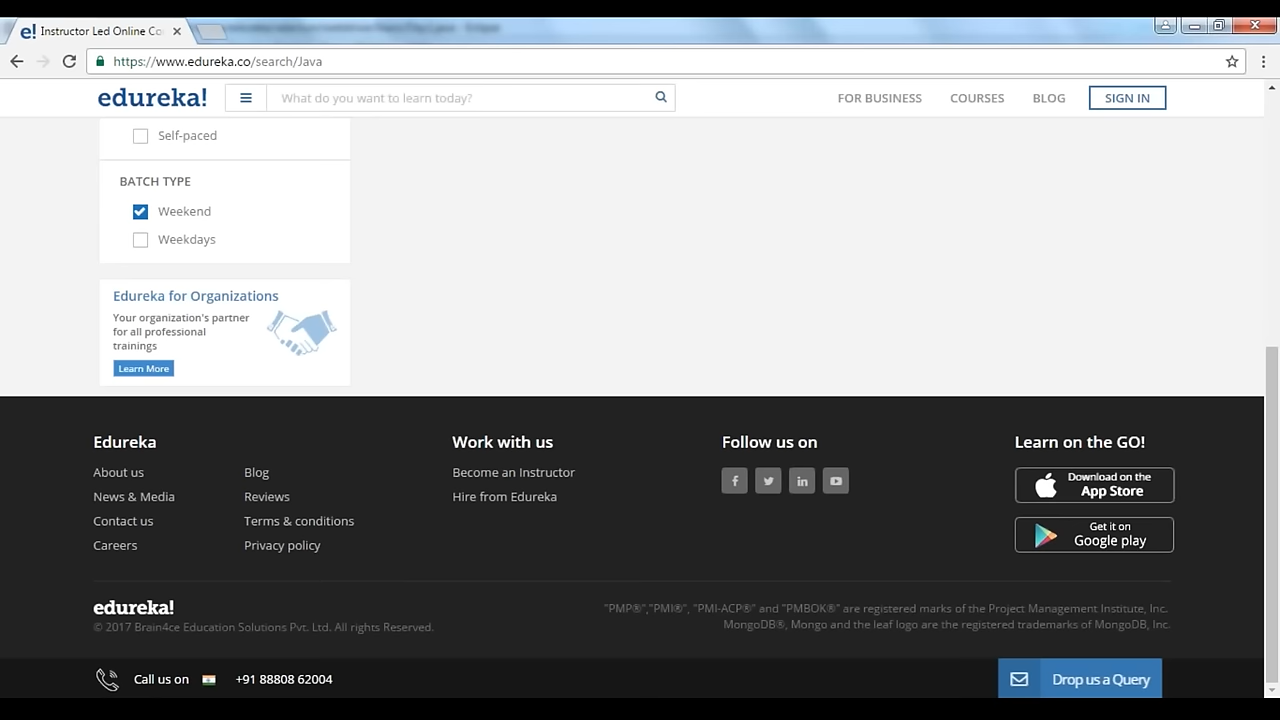 e! Instructor Led Online Co
https://www.edureka.co/search/Java
edureka!
What do you want to learn today?
FOR BUSINESS
COURSES
BLOG
SIGN IN
Self-paced
BATCH TYPE
Weekend
Weekdays
Edureka for Organizations
Your organization's partner
for all professional
trainings
Learn More
Edureka
About us
News & Media
Contact us
Careers
Blog
Reviews
Terms & conditions
Privacy policy
Work with us
Become an Instructor
Hire from Edureka
Follow us on
Learn on the GO!
Download on the
App Store
Get it on
Google play
edureka!
© 2017 Brain4ce Education Solutions Pvt. Ltd. All rights Reserved.
"PMP®","PMI®", "PMI-ACP®" and "PMBOK®" are registered marks of the Project Management Institute, Inc.
MongoDB®, Mongo and the leaf logo are the registered trademarks of MongoDB, Inc.
Call us on
+91 88808 62004
Drop us a Query